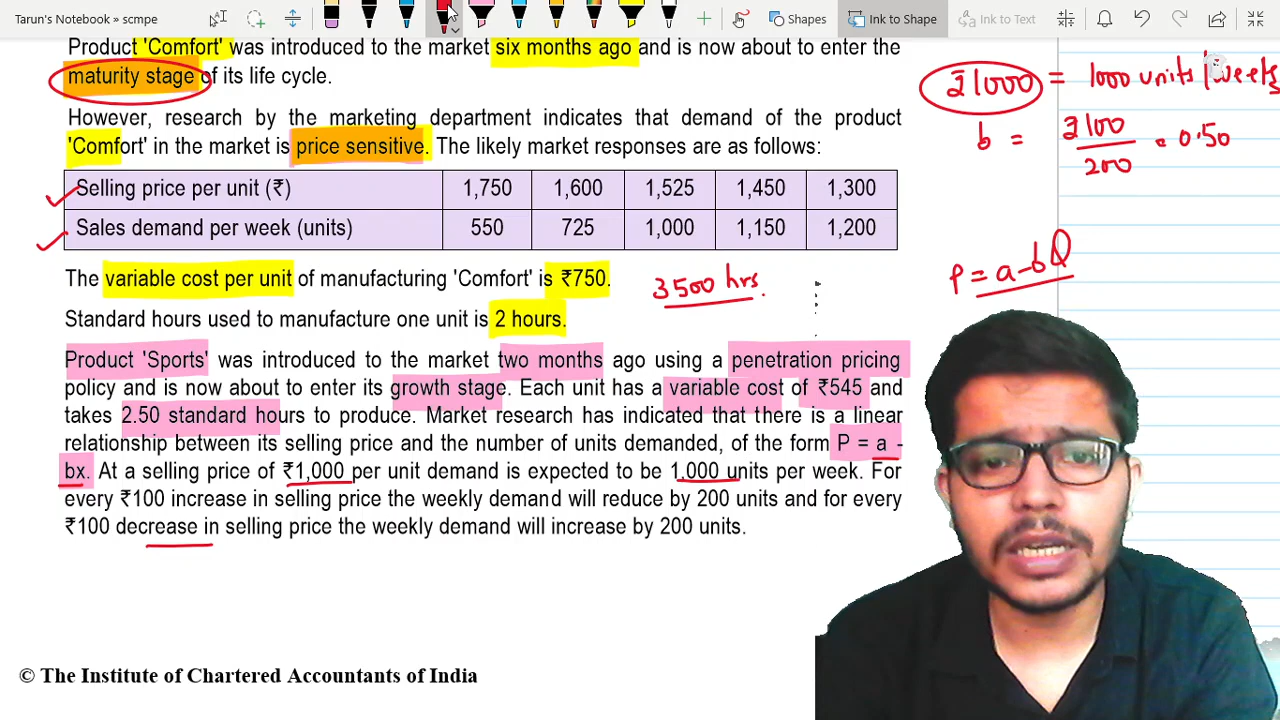 Tarun's Notebook » scmpe
Shapes
Ink to Shape
Ink to Text
Product 'Comfort' was introduced to the market six months ago and is now about to enter the
maturity stage of its life cycle.
However, research by the marketing department indicates that demand of the product
'Comfort' in the market is price sensitive. The likely market responses are as follows:
Selling price per unit (₹) 1,750 1,600 1,525 1,450 1,300
Sales demand per week (units) 550 725 1,000 1,150 1,200
The variable cost per unit of manufacturing 'Comfort' is ₹750.
3500 hrs.
Standard hours used to manufacture one unit is 2 hours.
Product 'Sports' was introduced to the market two months ago using a penetration pricing
policy and is now about to enter its growth stage. Each unit has a variable cost of ₹545 and
takes 2.50 standard hours to produce. Market research has indicated that there is a linear
relationship between its selling price and the number of units demanded, of the form P = a -
bx. At a selling price of ₹1,000 per unit demand is expected to be 1,000 units per week. For
every ₹100 increase in selling price the weekly demand will reduce by 200 units and for every
₹100 decrease in selling price the weekly demand will increase by 200 units.
© The Institute of Chartered Accountants of India
₹1000 = 1000 units | weeks
b = ₹100 / 200 = 0.50
P = a - bQ